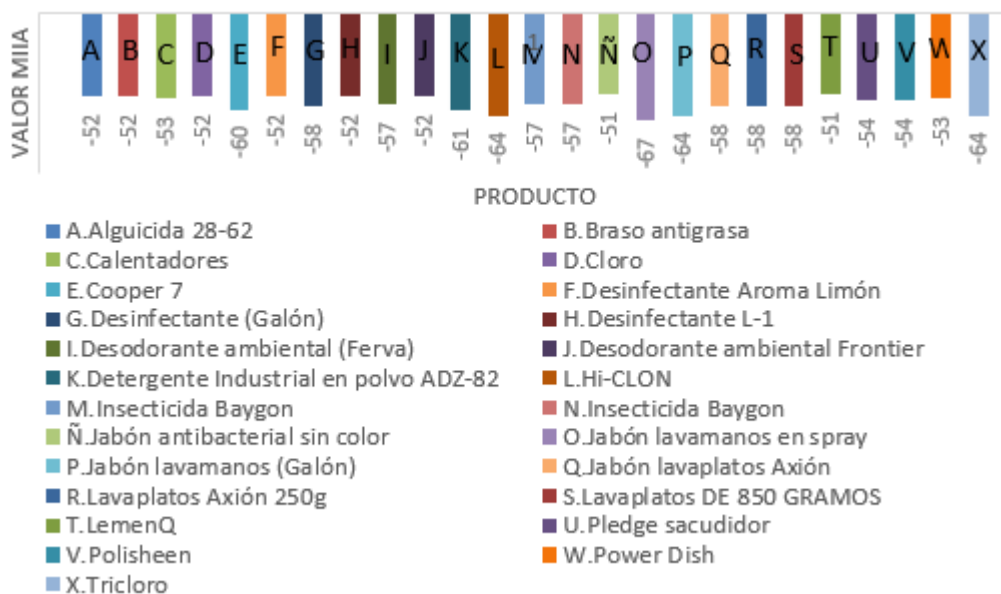 VALOR MIIA
A B C D E F G H I J K L M N Ñ O P Q R S T U V W X
1
-52 -52 -53 -52 -60 -52 -58 -52 -57 -52 -61 -64 -57 -57 -51 -67 -64 -58 -58 -58 -51 -54 -54 -53 -64
PRODUCTO
A.Alguicida 28-62
B.Braso antigrasa
C.Calentadores
D.Cloro
E.Cooper 7
F.Desinfectante Aroma Limón
G.Desinfectante (Galón)
H.Desinfectante L-1
I.Desodorante ambiental (Ferva)
J.Desodorante ambiental Frontier
K.Detergente Industrial en polvo ADZ-82
L.Hi-CLON
M.Insecticida Baygon
N.Insecticida Baygon
Ñ.Jabón antibacterial sin color
O.Jabón lavamanos en spray
P.Jabón lavamanos (Galón)
Q.Jabón lavaplatos Axión
R.Lavaplatos Axión 250g
S.Lavaplatos DE 850 GRAMOS
T.LemenQ
U.Pledge sacudidor
V.Polisheen
W.Power Dish
X.Tricloro